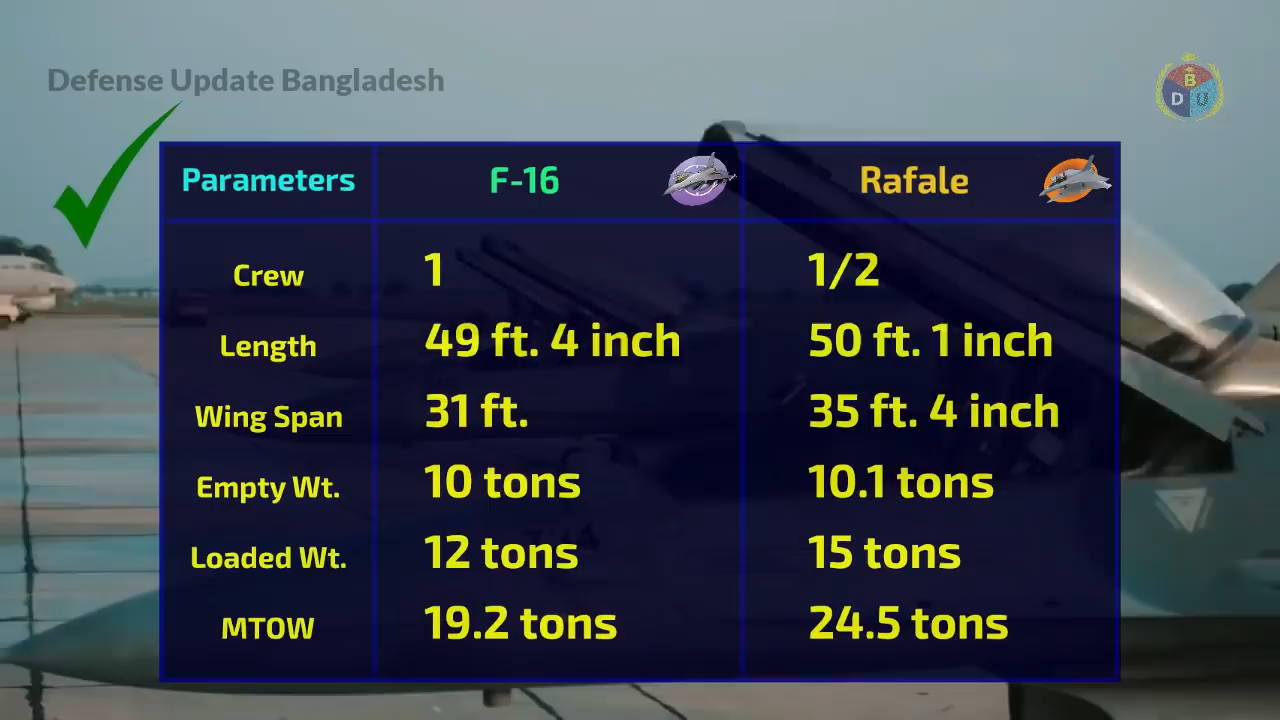 Defense Update Bangladesh
B
D U
Parameters F-16 Rafale
Crew 1 1/2
Length 49 ft. 4 inch 50 ft. 1 inch
Wing Span 31 ft. 35 ft. 4 inch
Empty Wt. 10 tons 10.1 tons
Loaded Wt. 12 tons 15 tons
MTOW 19.2 tons 24.5 tons